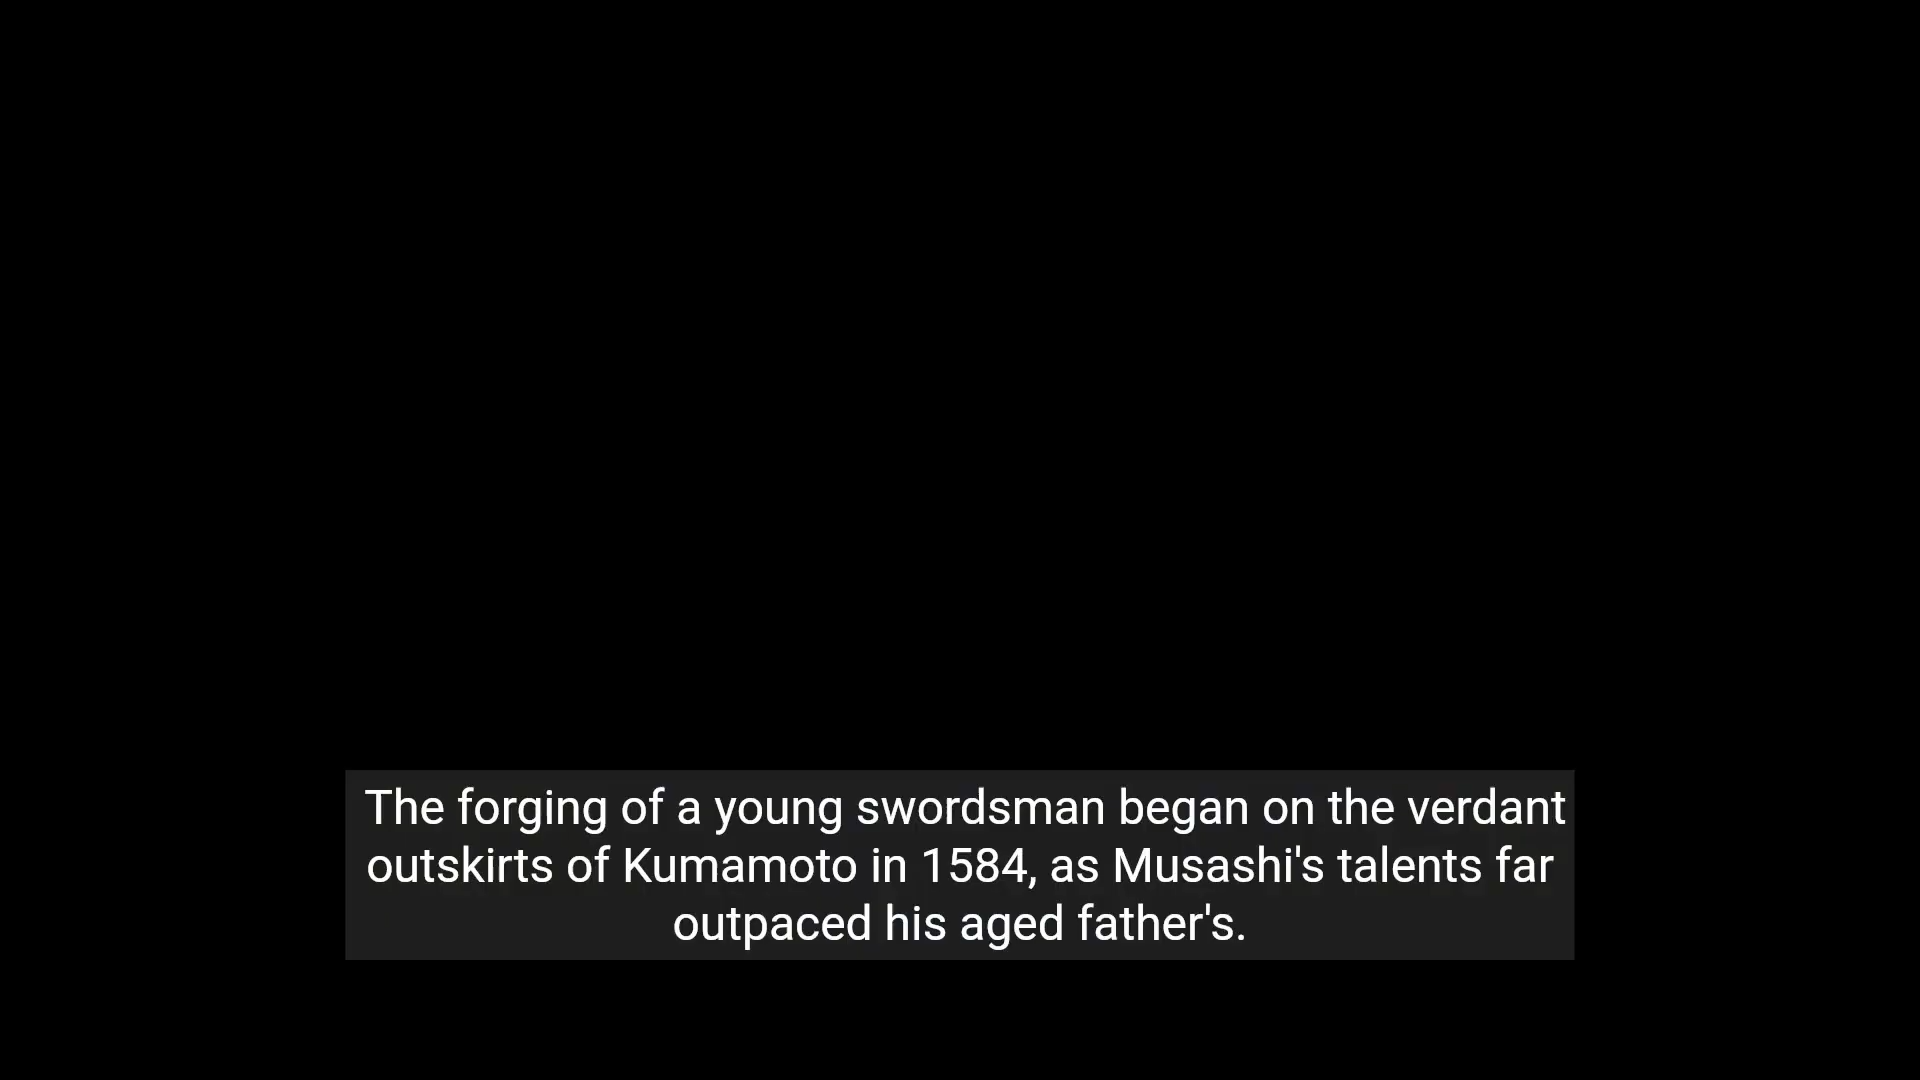 The forging of a young swordsman began on the verdant
outskirts of Kumamoto in 1584, as Musashi's talents far
outpaced his aged father's.